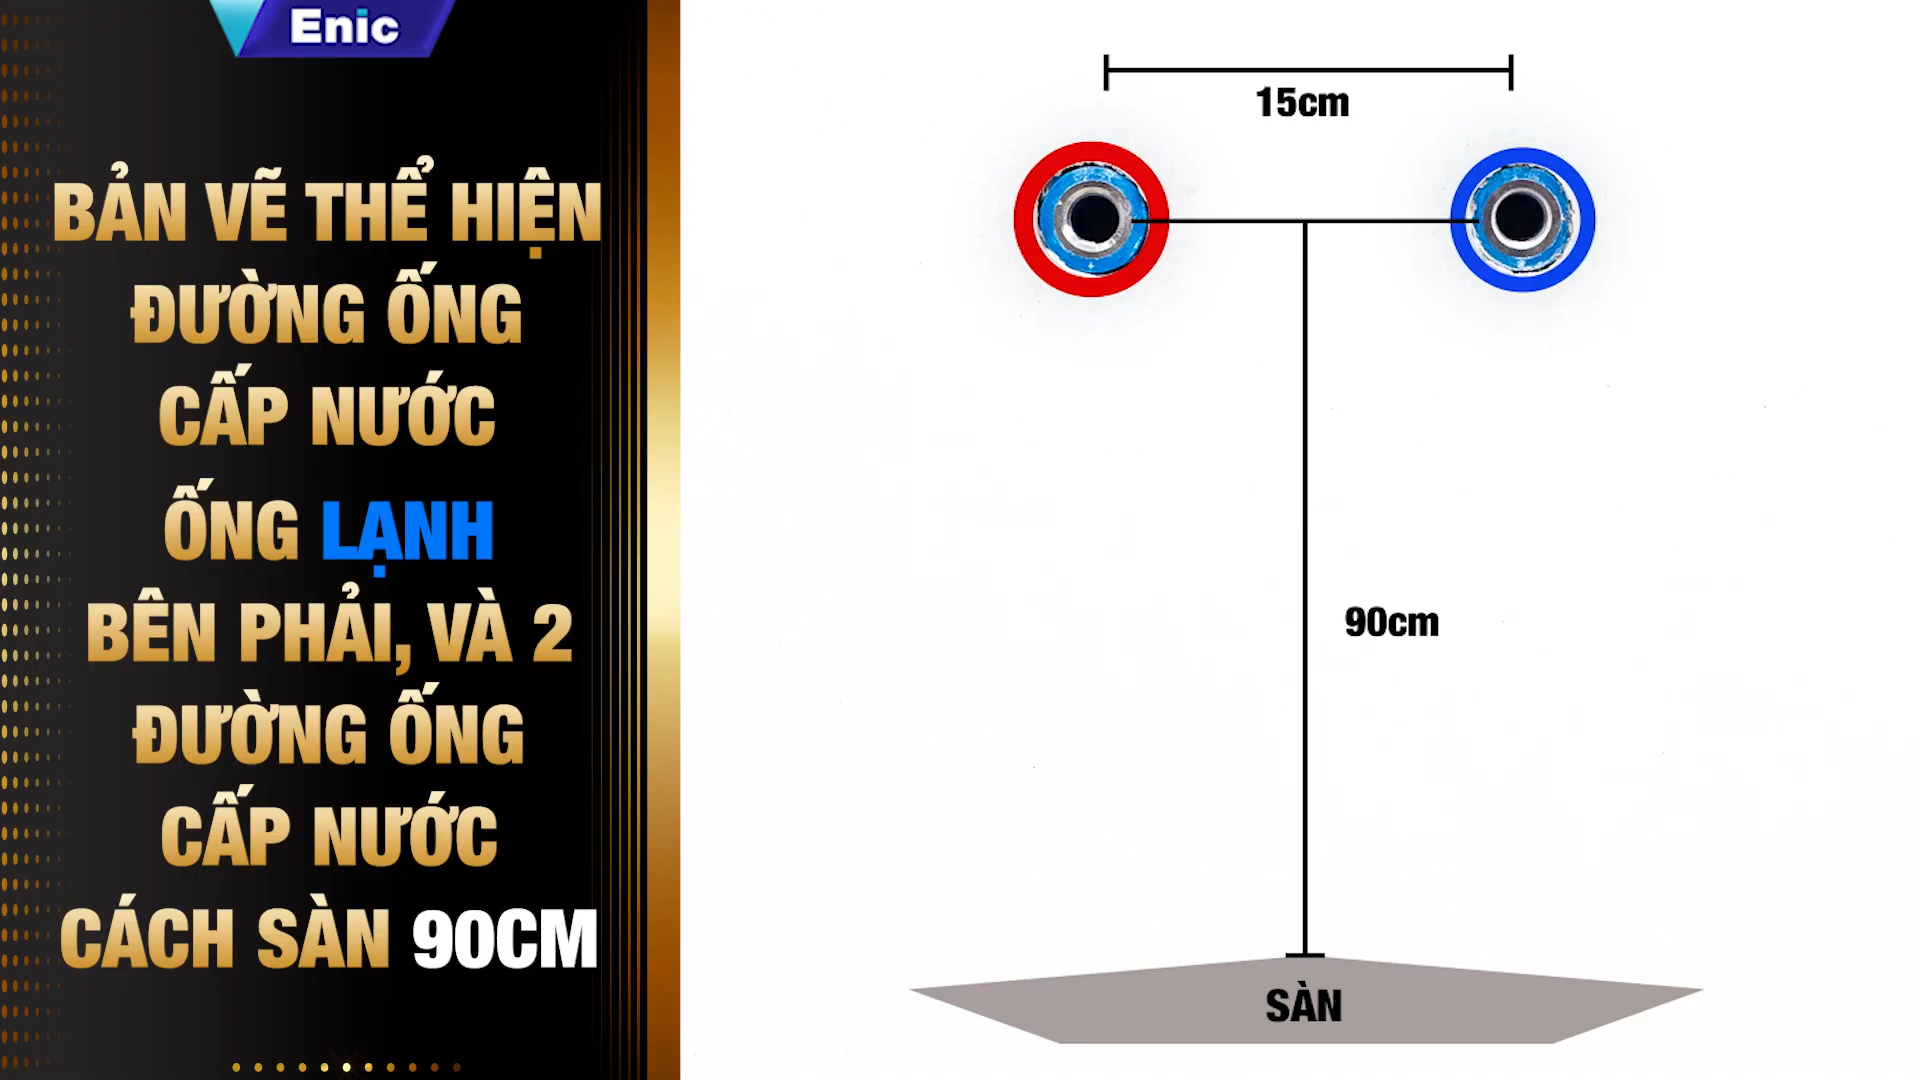 Enic
BẢN VẼ THỂ HIỆN
ĐƯỜNG ỐNG
CẤP NƯỚC
ỐNG LẠNH
BÊN PHẢI, VÀ 2
ĐƯỜNG ỐNG
CẤP NƯỚC
CÁCH SÀN 90CM
15cm
90cm
SÀN